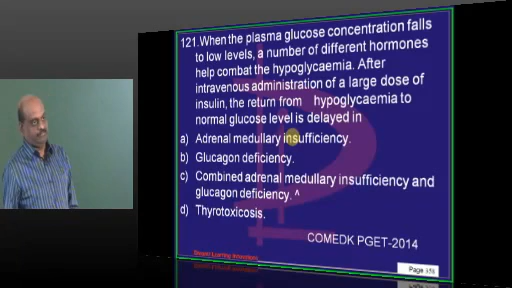 121. When the plasma glucose concentration falls
to low levels, a number of different hormones
help combat the hypoglycaemia. After
intravenous administration of a large dose of
insulin, the return from hypoglycaemia to
normal glucose level is delayed in
a) Adrenal medullary insufficiency.
b) Glucagon deficiency.
c) Combined adrenal medullary insufficiency and
glucagon deficiency. ^
d) Thyrotoxicosis.
COMEDK PGET-2014
Page